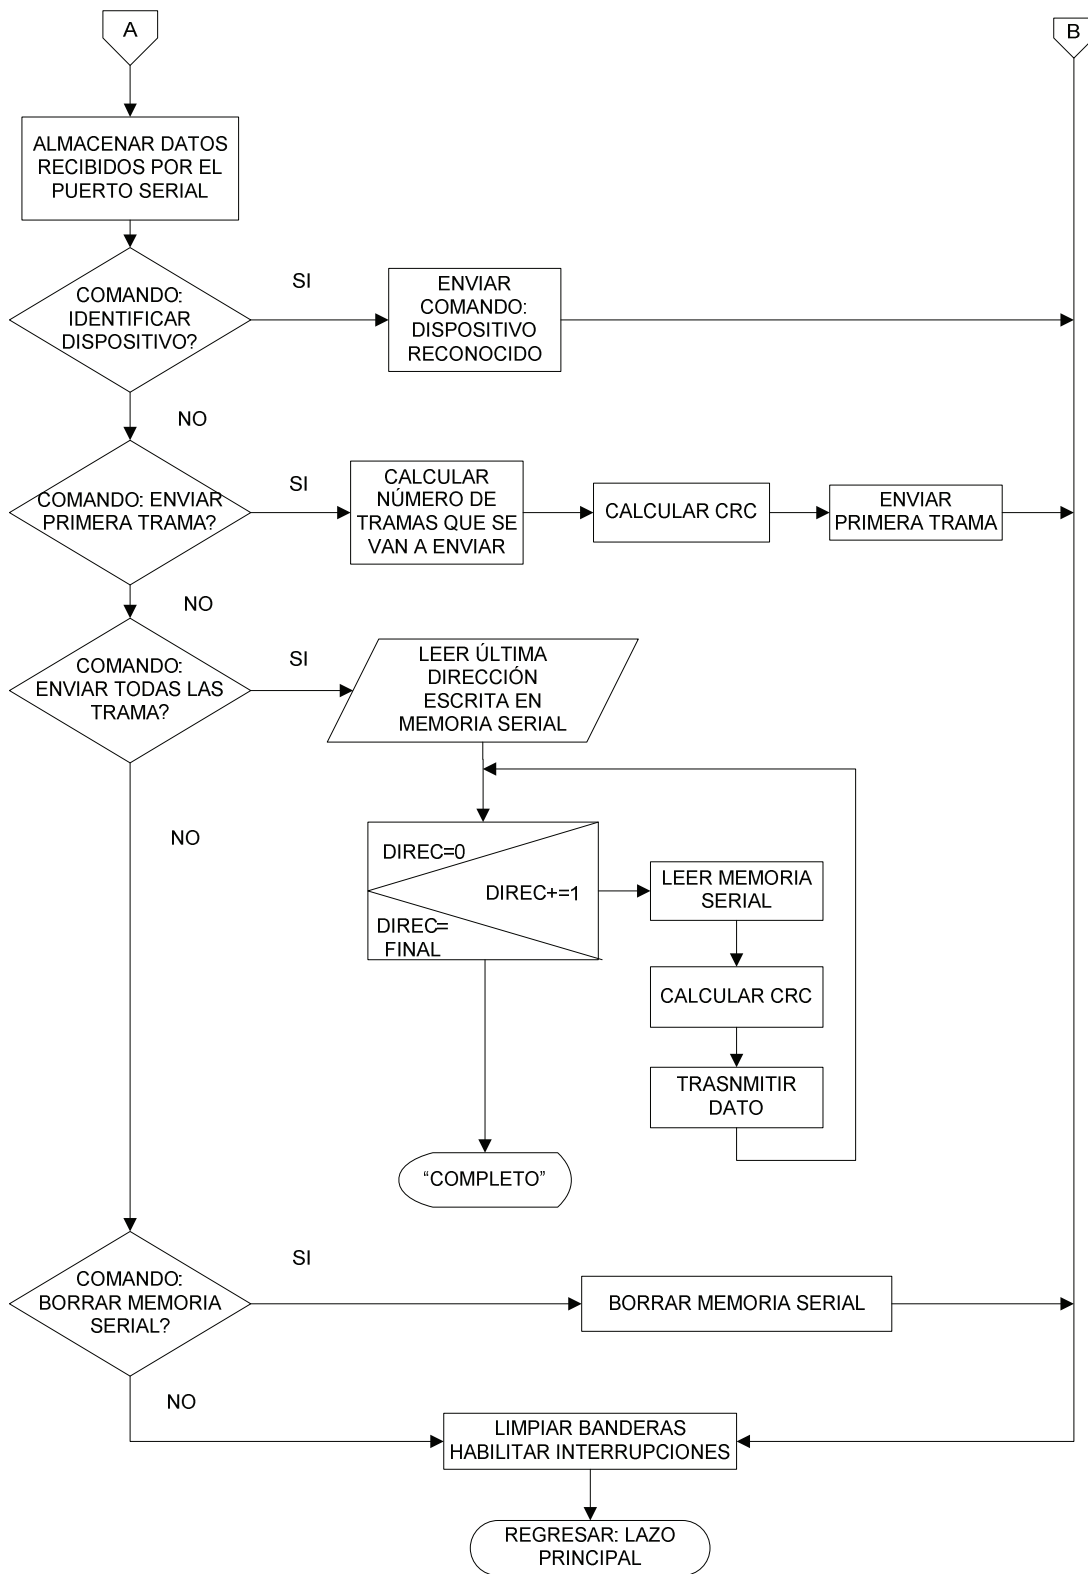 A
B
ALMACENAR DATOS
RECIBIDOS POR EL
PUERTO SERIAL
COMANDO:
IDENTIFICAR
DISPOSITIVO?
SI
ENVIAR
COMANDO:
DISPOSITIVO
RECONOCIDO
NO
COMANDO: ENVIAR
PRIMERA TRAMA?
SI
CALCULAR
NÚMERO DE
TRAMAS QUE SE
VAN A ENVIAR
CALCULAR CRC
ENVIAR
PRIMERA TRAMA
NO
COMANDO:
ENVIAR TODAS LAS
TRAMA?
SI
LEER ÚLTIMA
DIRECCIÓN
ESCRITA EN
MEMORIA SERIAL
NO
DIREC=0
DIREC+=1
DIREC=
FINAL
LEER MEMORIA
SERIAL
CALCULAR CRC
TRASNMITIR
DATO
“COMPLETO”
COMANDO:
BORRAR MEMORIA
SERIAL?
SI
BORRAR MEMORIA SERIAL
NO
LIMPIAR BANDERAS
HABILITAR INTERRUPCIONES
REGRESAR: LAZO
PRINCIPAL